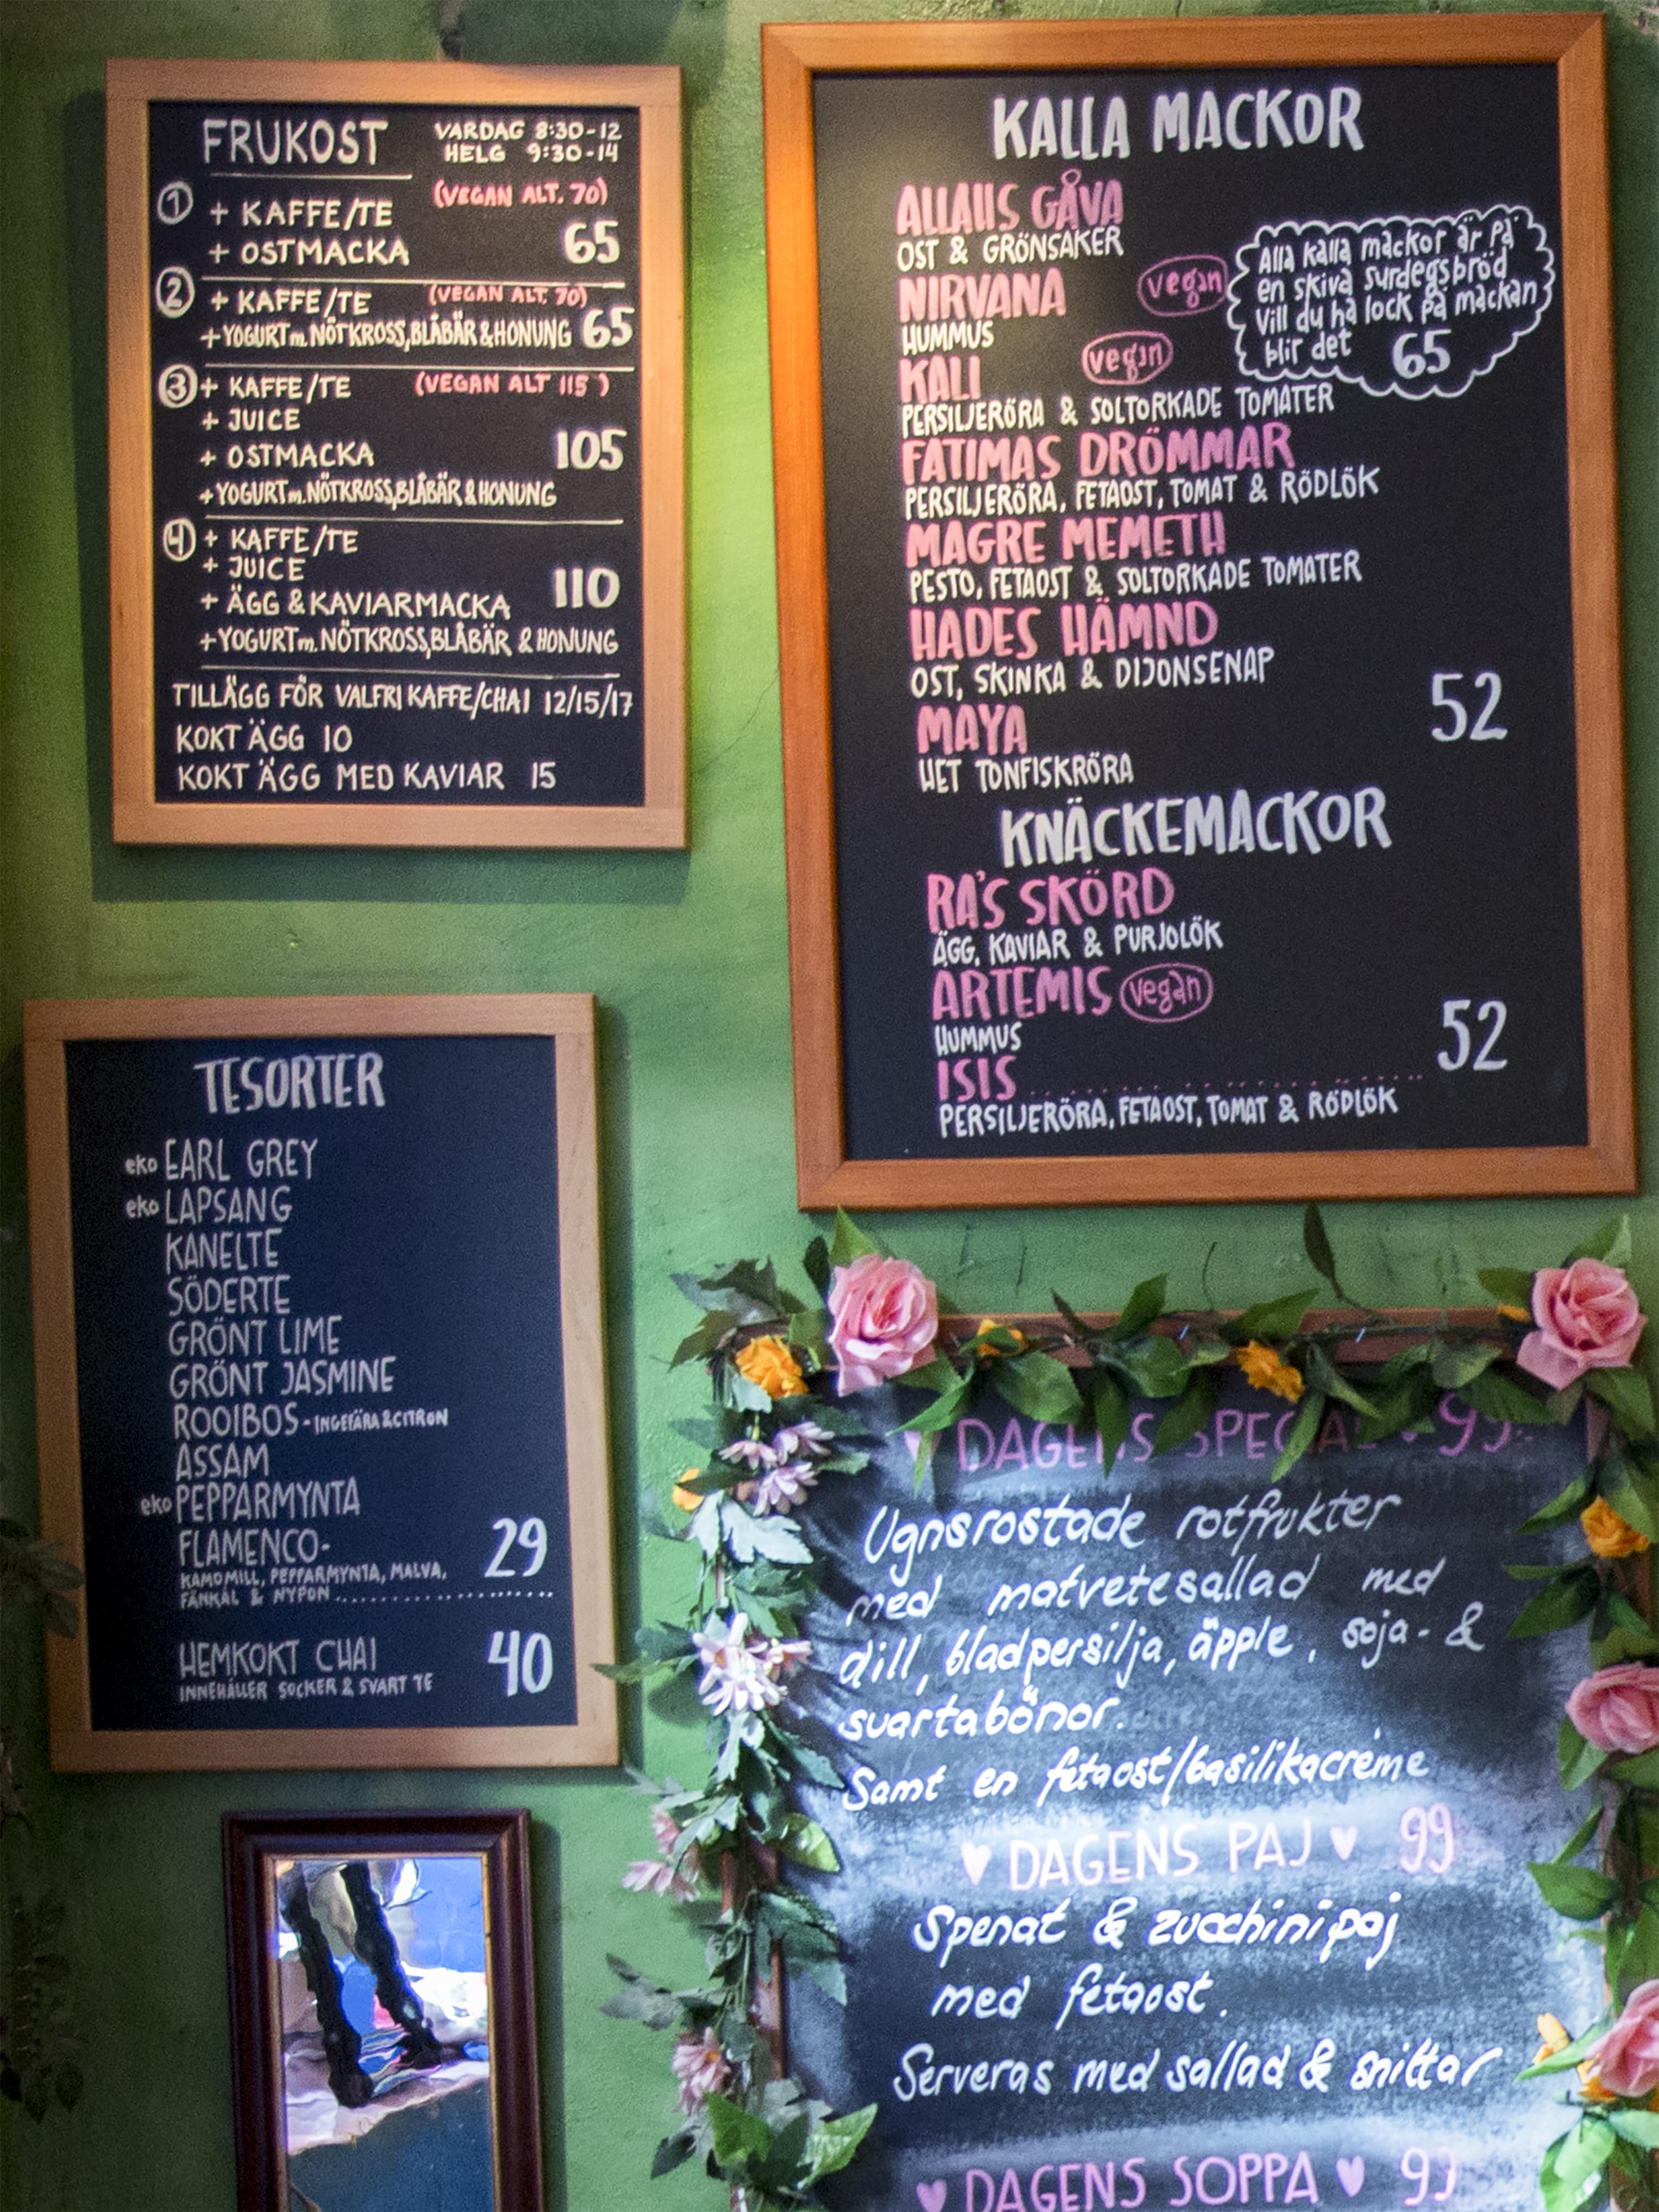 FRUKOST
VARDAG 8:30-12
HELG 9:30-14
(VEGAN ALT. 70)
1 + KAFFE/TE
+ OSTMACKA 65
2 + KAFFE/TE (VEGAN ALT. 70)
+YOGURT m. NÖTKROSS, BLÅBÄR & HONUNG 65
3 + KAFFE/TE (VEGAN ALT 115)
+ JUICE
+ OSTMACKA 105
+YOGURT m. NÖTKROSS, BLÅBÄR & HONUNG
4 + KAFFE/TE
+ JUICE
+ ÄGG & KAVIARMACKA 110
+YOGURT m. NÖTKROSS, BLÅBÄR & HONUNG
TILLÄGG FÖR VALFRI KAFFE/CHAI 12/15/17
KOKT ÄGG 10
KOKT ÄGG MED KAVIAR 15
KALLA MACKOR
ALLAHS GÅVA
OST & GRÖNSAKER
NIRVANA vegan
HUMMUS
KALI vegan
PERSILJERÖRA & SOLTORKADE TOMATER
FATIMAS DRÖMMAR
PERSILJERÖRA, FETAOST, TOMAT & RÖDLÖK
MAGRE MEMETH
PESTO, FETAOST & SOLTORKADE TOMATER
HADES HÄMND
OST, SKINKA & DIJONSENAP
MAYA 52
HET TONFISKRÖRA
Alla kalla mackor är på
en skiva surdegsbröd
Vill du ha lock på mackan
blir det 65
KNÄCKEMACKOR
RA'S SKÖRD
ÄGG, KAVIAR & PURJOLÖK
ARTEMIS vegan
HUMMUS
ISIS .................... 52
PERSILJERÖRA, FETAOST, TOMAT & RÖDLÖK
TESORTER
eko EARL GREY
eko LAPSANG
KANELTE
SÖDERTE
GRÖNT LIME
GRÖNT JASMINE
ROOIBOS - INGEFÄRA & CITRON
ASSAM
eko PEPPARMYNTA
FLAMENCO- 29
KAMOMILL, PEPPARMYNTA, MALVA,
FÄNKÅL & NYPON....................
HEMKOKT CHAI 40
INNEHÅLLER SOCKER & SVART TE
DAGENS SPECIAL 99:-
Ugnsrostade rotfrukter
med matvetesallad med
dill, bladpersilja, äpple, soja- &
svartabönor.
Samt en fetaost/basilikacréme
♥ DAGENS PAJ ♥ 99
Spenat & zucchinipaj
med fetaost.
Serveras med sallad & snittar
♥ DAGENS SOPPA ♥ 99